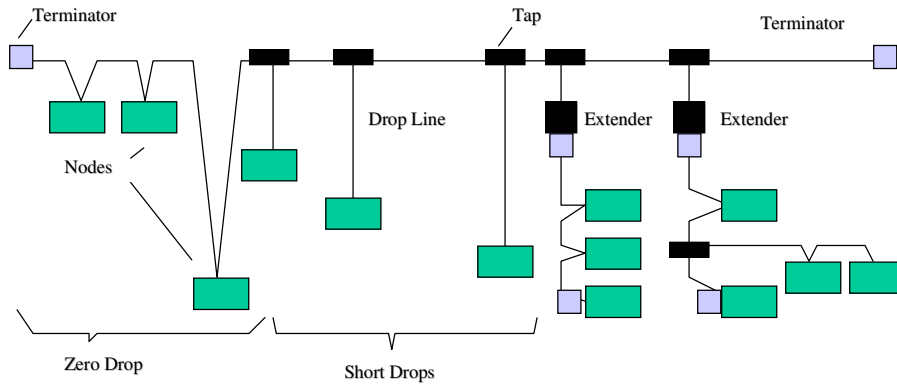 Terminator
Tap
Terminator
Drop Line
Extender
Extender
Nodes
Zero Drop
Short Drops